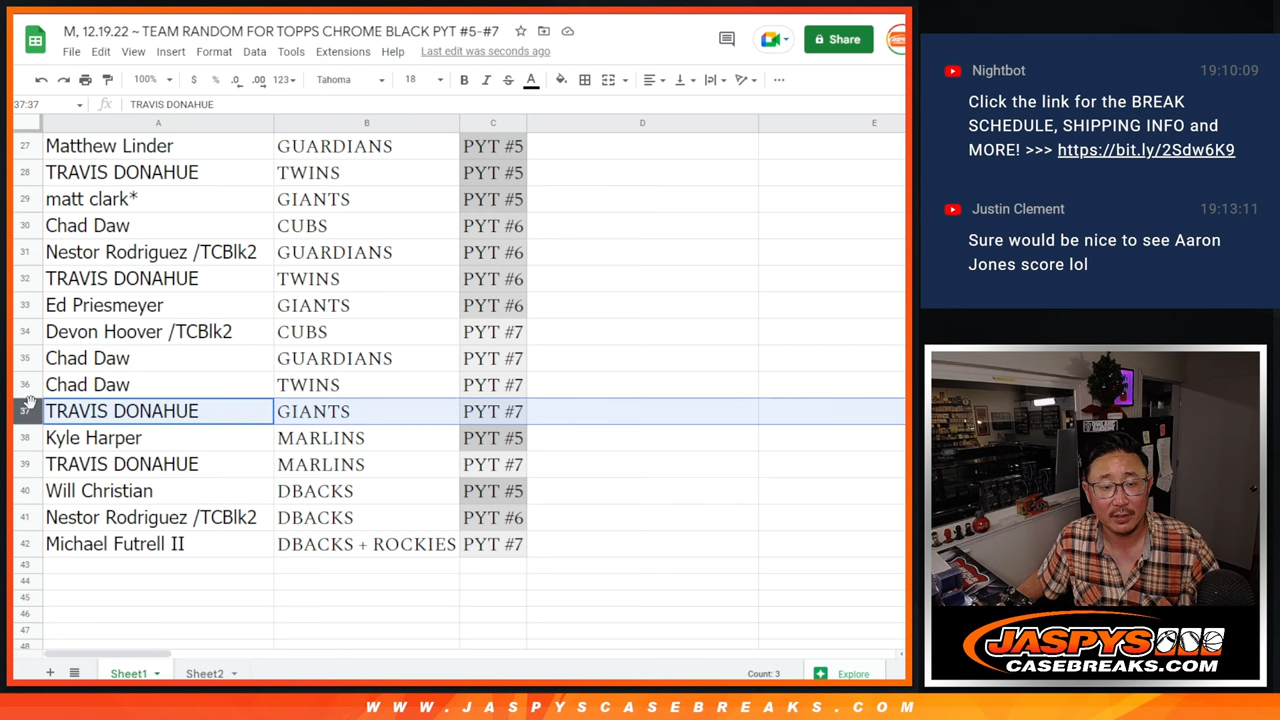 M, 12.19.22 ~ TEAM RANDOM FOR TOPPS CHROME BLACK PYT #5-#7
File Edit View Insert Format Data Tools Extensions Help Last edit was seconds ago
Share
100% $ % .0 .00 123 Tahoma 18 B I S A
37:37 fx TRAVIS DONAHUE
A B C D E
27 Matthew Linder GUARDIANS PYT #5
28 TRAVIS DONAHUE TWINS PYT #5
29 matt clark* GIANTS PYT #5
30 Chad Daw CUBS PYT #6
31 Nestor Rodriguez /TCBlk2 GUARDIANS PYT #6
32 TRAVIS DONAHUE TWINS PYT #6
33 Ed Priesmeyer GIANTS PYT #6
34 Devon Hoover /TCBlk2 CUBS PYT #7
35 Chad Daw GUARDIANS PYT #7
36 Chad Daw TWINS PYT #7
37 TRAVIS DONAHUE GIANTS PYT #7
38 Kyle Harper MARLINS PYT #5
39 TRAVIS DONAHUE MARLINS PYT #7
40 Will Christian DBACKS PYT #5
41 Nestor Rodriguez /TCBlk2 DBACKS PYT #6
42 Michael Futrell II DBACKS + ROCKIES PYT #7
43
44
45
46
47
48
Sheet1 Sheet2 Count: 3 Explore
Nightbot 19:10:09
Click the link for the BREAK
SCHEDULE, SHIPPING INFO and
MORE! >>> https://bit.ly/2Sdw6K9
Justin Clement 19:13:11
Sure would be nice to see Aaron
Jones score lol
JASPYS
CASEBREAKS.COM
WWW.JASPYSCASEBREAKS.COM